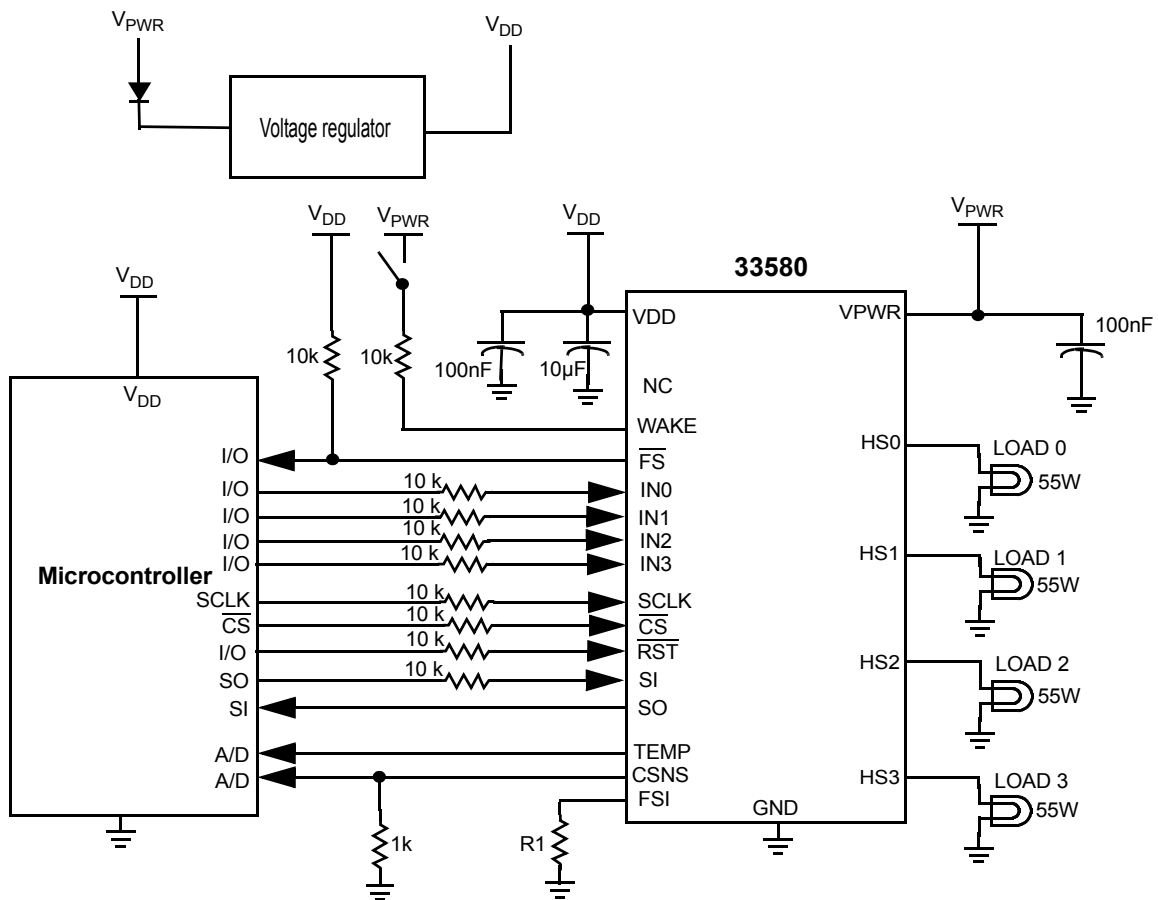 VPWR
VDD
Voltage regulator
VDD
VPWR
VDD
VPWR
33580
VDD
VDD
VPWR
100nF
10k
10k
100nF
10µF
VDD
NC
WAKE
HS0
LOAD 0
I/O
FS
55W
I/O
10 k
IN0
I/O
10 k
IN1
I/O
10 k
IN2
I/O
10 k
IN3
HS1
LOAD 1
55W
Microcontroller
SCLK
10 k
SCLK
CS
10 k
CS
I/O
10 k
RST
SO
10 k
SI
HS2
LOAD 2
55W
SI
SO
A/D
TEMP
A/D
CSNS
FSI
HS3
LOAD 3
55W
GND
1k
R1